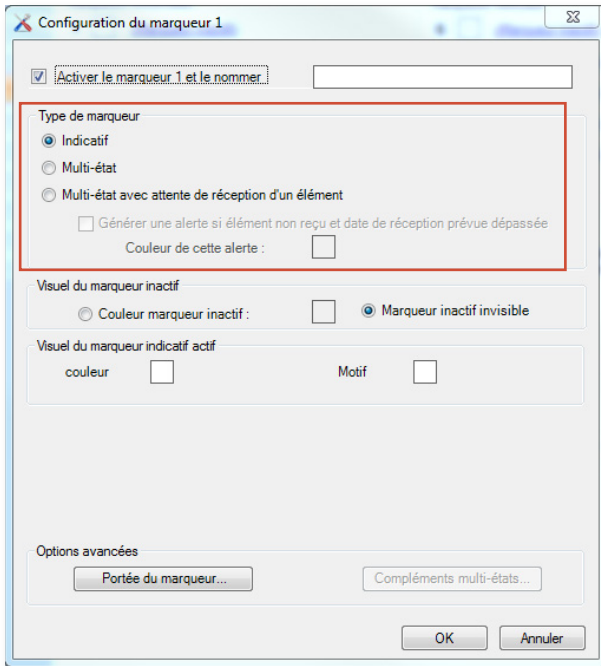 Configuration du marqueur 1
Activer le marqueur 1 et le nommer
Type de marqueur
Indicatif
Multi-état
Multi-état avec attente de réception d'un élément
Générer une alerte si élément non reçu et date de réception prévue dépassée
Couleur de cette alerte :
Visuel du marqueur inactif
Couleur marqueur inactif : Marqueur inactif invisible
Visuel du marqueur indicatif actif
couleur Motif
Options avancées
Portée du marqueur... Compléments multi-états...
OK Annuler